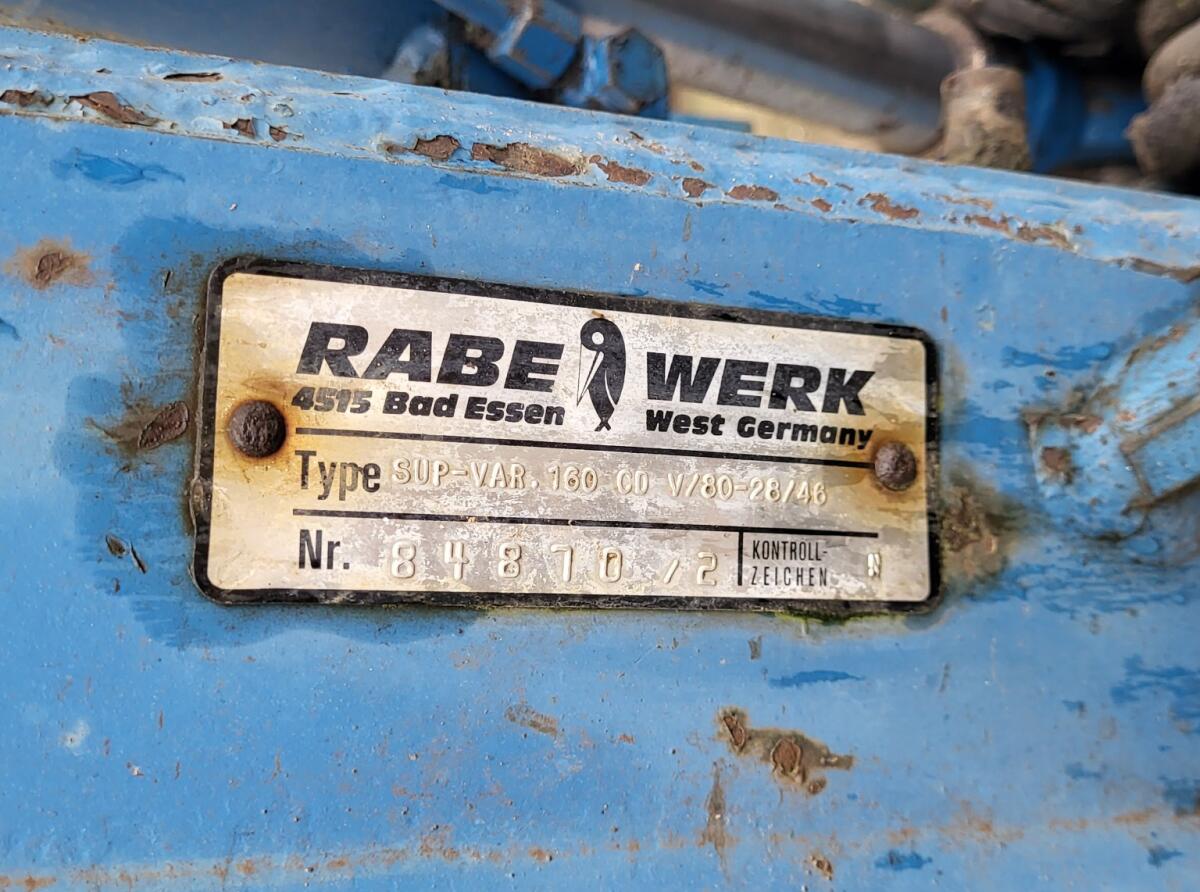 RABE WERK
4515 Bad Essen West Germany
Type SUP-VAR. 160 CD V/80-28/46
Nr. 84870/2 KONTROLL-
ZEICHEN N